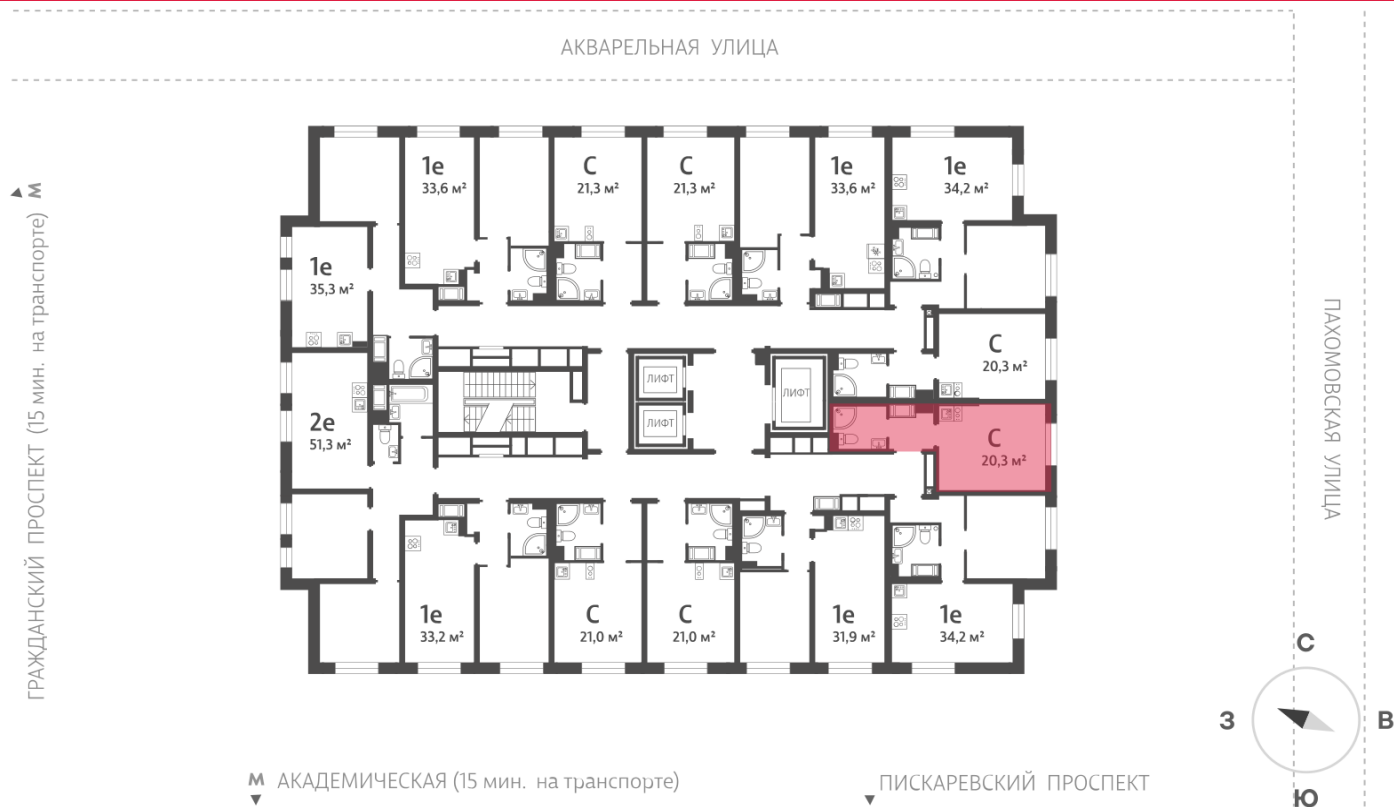 АКВАРЕЛЬНАЯ УЛИЦА
М
ГРАЖДАНСКИЙ ПРОСПЕКТ (15 мин. на транспорте)
ПАХОМОВСКАЯ УЛИЦА
1е
33,6 м²
С
21,3 м²
С
21,3 м²
1е
33,6 м²
1е
34,2 м²
1е
35,3 м²
С
20,3 м²
ЛИФТ
ЛИФТ
ЛИФТ
2е
51,3 м²
С
20,3 м²
1е
33,2 м²
С
21,0 м²
С
21,0 м²
1е
31,9 м²
1е
34,2 м²
С
З
В
Ю
М АКАДЕМИЧЕСКАЯ (15 мин. на транспорте)
ПИСКАРЕВСКИЙ ПРОСПЕКТ